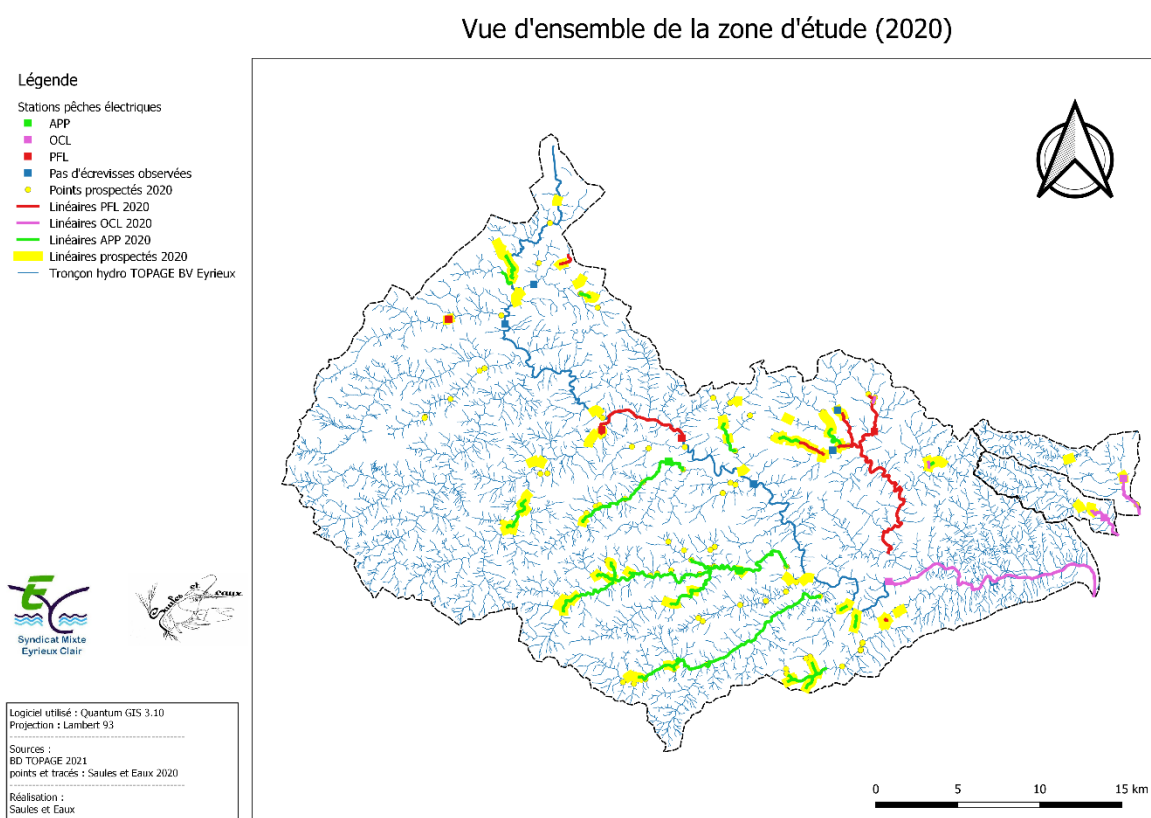 Vue d'ensemble de la zone d'étude (2020)
Légende
Stations pêches électriques
APP
OCL
PFL
Pas d'écrevisses observées
Points prospectés 2020
Linéaires PFL 2020
Linéaires OCL 2020
Linéaires APP 2020
Linéaires prospectés 2020
Tronçon hydro TOPAGE BV Eyrieux
Syndicat Mixte
Eyrieux Clair
Saules et eaux
Logiciel utilisé : Quantum GIS 3.10
Projection : Lambert 93
Sources :
BD TOPAGE 2021
points et tracés : Saules et Eaux 2020
Réalisation :
Saules et Eaux
0 5 10 15 km